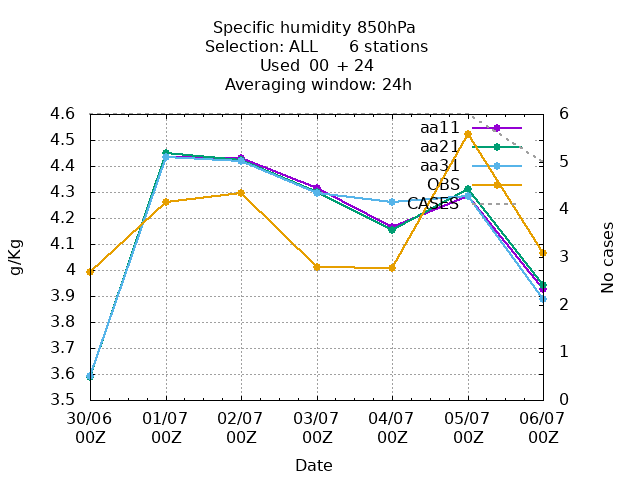 Specific humidity 850hPa
Selection: ALL 6 stations
Used 00 + 24
Averaging window: 24h
4.6
4.5
4.4
4.3
4.2
4.1
4
3.9
3.8
3.7
3.6
3.5
g/Kg
aa11
aa21
aa31
OBS
CASES
6
5
4
3
2
1
0
No cases
30/06 01/07 02/07 03/07 04/07 05/07 06/07
00Z 00Z 00Z 00Z 00Z 00Z 00Z
Date